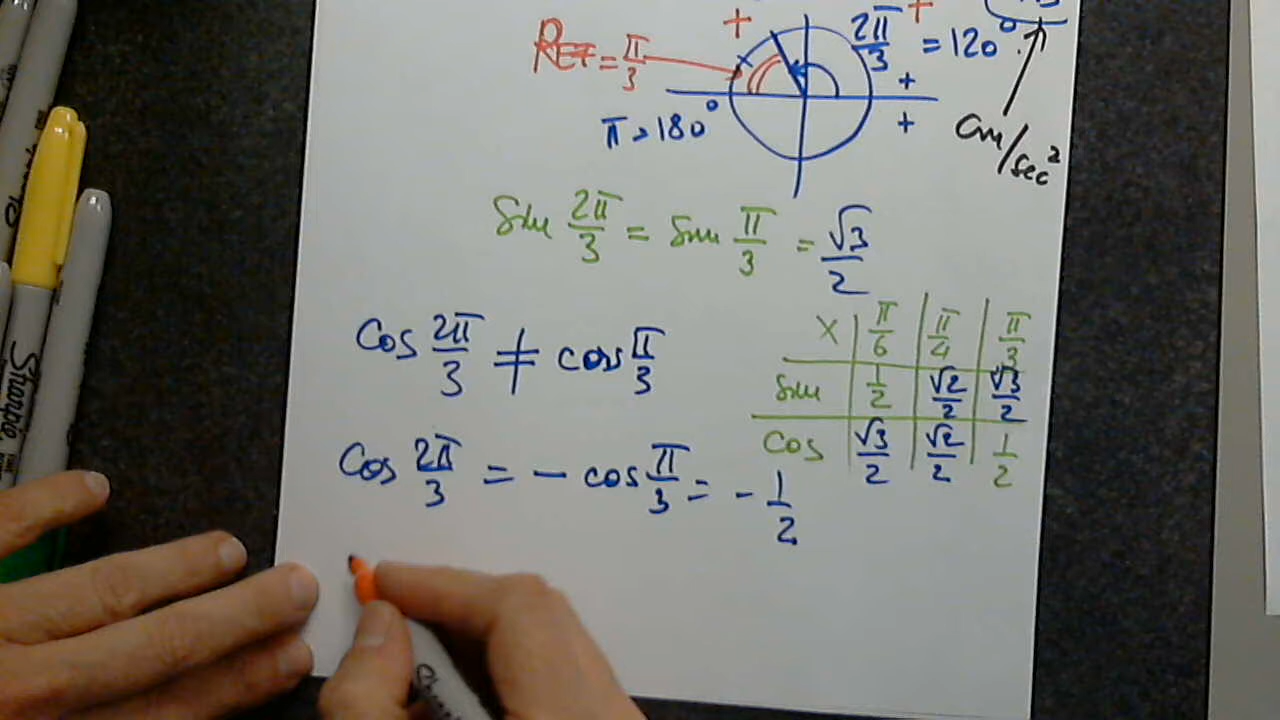 +
REF = π/3
2π/3 = 120°
+
π = 180°
+
+
cm/sec²
sin 2π/3 = sin π/3 = √3/2
cos 2π/3 ≠ cos π/3
x π/6 π/4 π/3
sin 1/2 √2/2 √3/2
cos √3/2 √2/2 1/2
cos 2π/3 = - cos π/3 = - 1/2
Sharpie